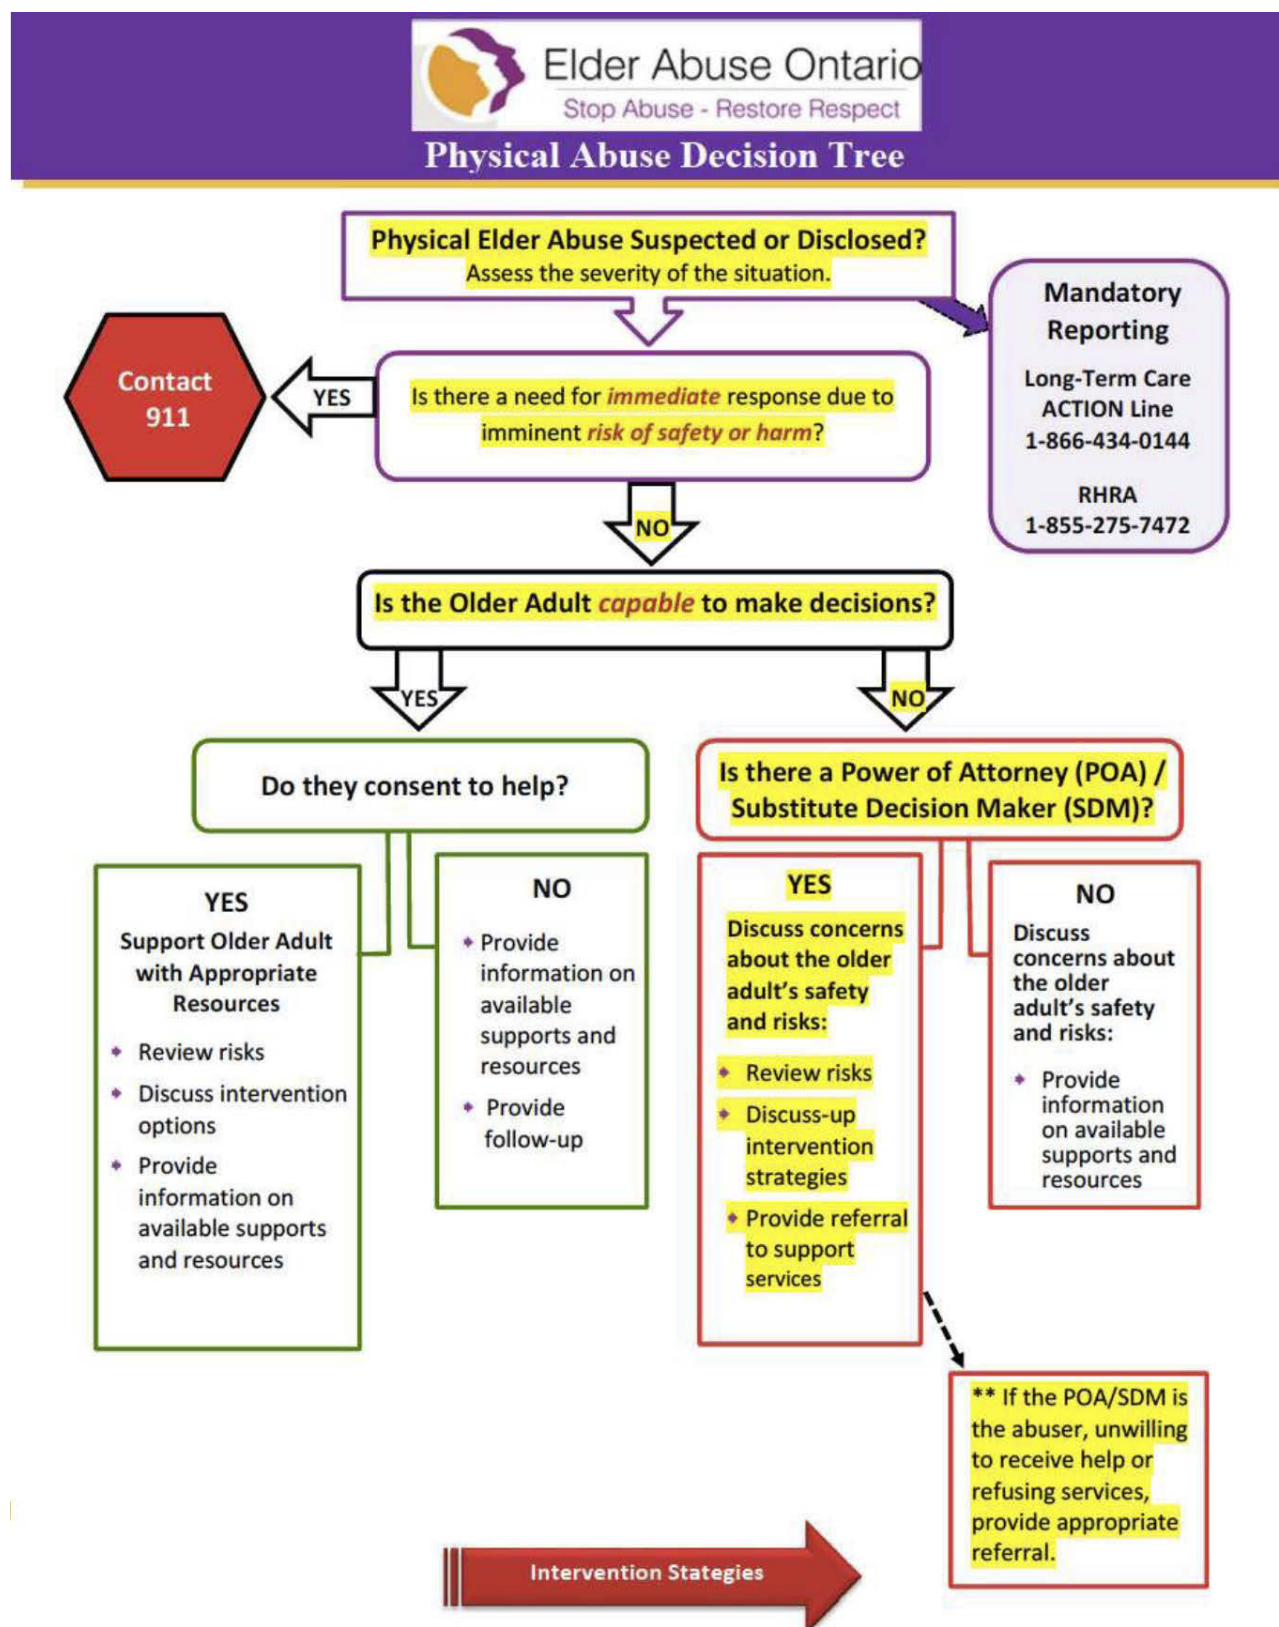 Elder Abuse Ontario
Stop Abuse - Restore Respect
Physical Abuse Decision Tree
Physical Elder Abuse Suspected or Disclosed?
Assess the severity of the situation.
Mandatory
Reporting
Long-Term Care
ACTION Line
1-866-434-0144
RHRA
1-855-275-7472
Contact
911
YES
Is there a need for immediate response due to
imminent risk of safety or harm?
NO
Is the Older Adult capable to make decisions?
YES
NO
Do they consent to help?
YES
Support Older Adult
with Appropriate
Resources
Review risks
Discuss intervention
options
Provide
information on
available supports
and resources
NO
Provide
information on
available
supports and
resources
Provide
follow-up
Is there a Power of Attorney (POA) /
Substitute Decision Maker (SDM)?
YES
Discuss concerns
about the older
adult's safety
and risks:
Review risks
Discuss-up
intervention
strategies
Provide referral
to support
services
NO
Discuss
concerns about
the older
adult's safety
and risks:
Provide
information
on available
supports and
resources
** If the POA/SDM is
the abuser, unwilling
to receive help or
refusing services,
provide appropriate
referral.
Intervention Stategies